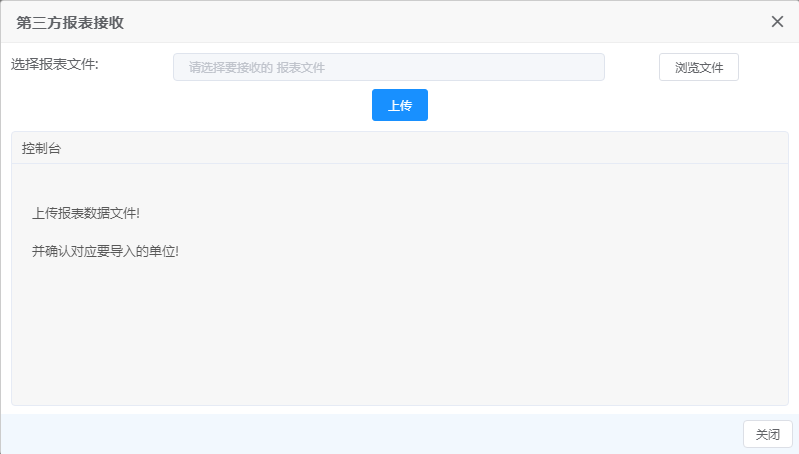 第三方报表接收
选择报表文件:
请选择要接收的 报表文件
浏览文件
上传
控制台
上传报表数据文件!
并确认对应要导入的单位!
关闭